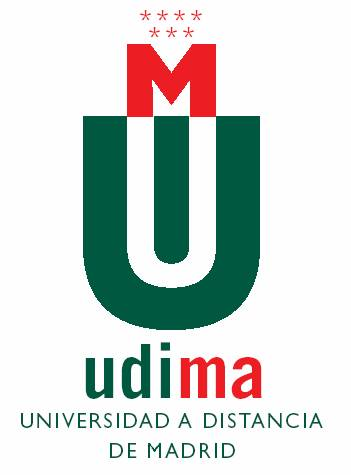 **** 
***
M
U
udima
UNIVERSIDAD A DISTANCIA
DE MADRID